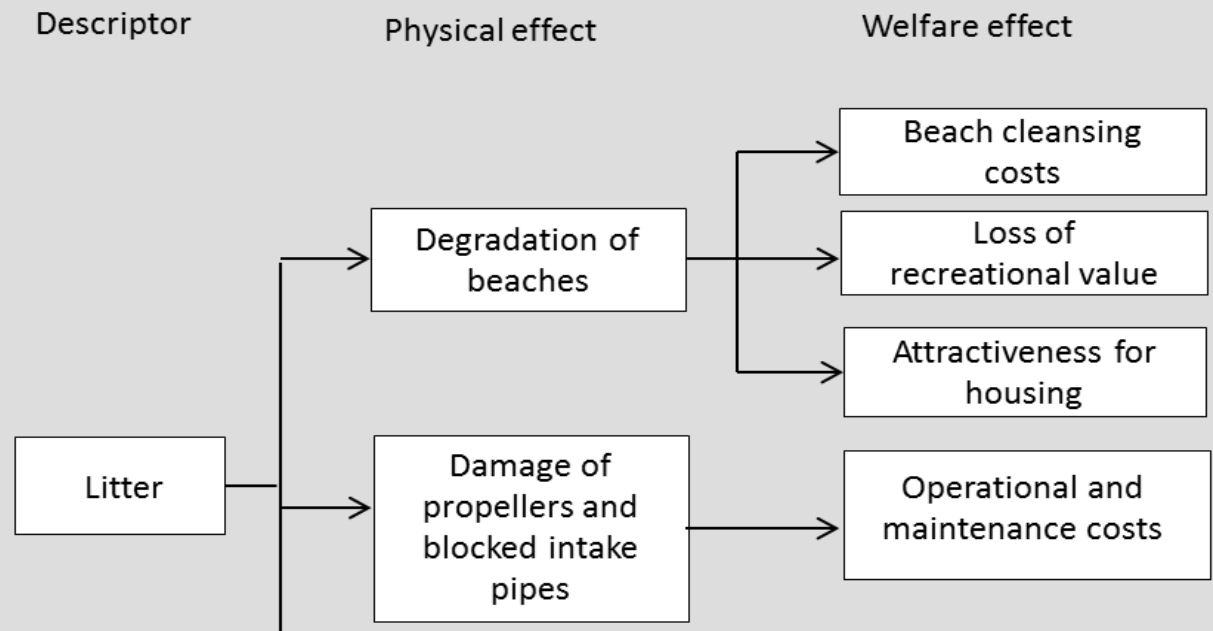 Descriptor
Physical effect
Welfare effect
Beach cleansing
costs
Degradation of
beaches
Loss of
recreational value
Attractiveness for
housing
Litter
Damage of
propellers and
blocked intake
pipes
Operational and
maintenance costs